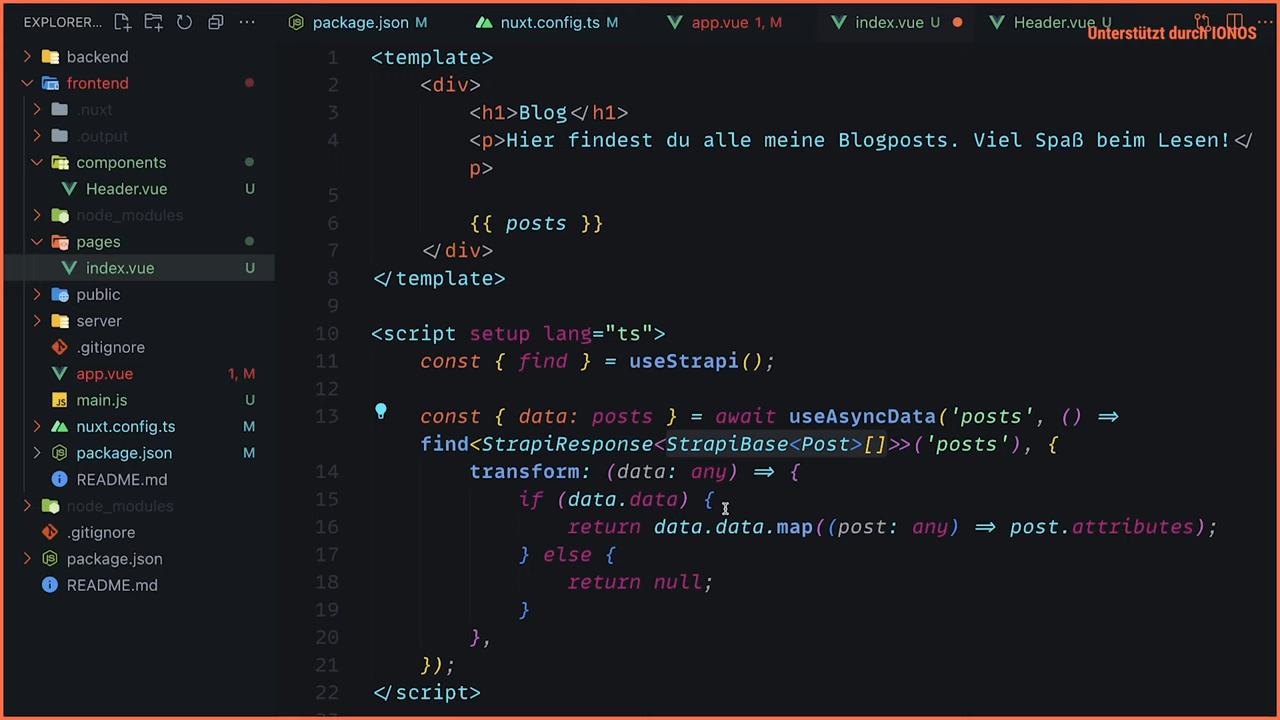 EXPLORER...
package.json M
nuxt.config.ts M
app.vue 1, M
index.vue U
Header.vue U
Unterstützt durch IONOS
backend
frontend
.nuxt
.output
components
Header.vue U
node_modules
pages
index.vue U
public
server
.gitignore
app.vue 1, M
main.js U
nuxt.config.ts M
package.json M
README.md
node_modules
.gitignore
package.json
README.md
1 <template>
2 <div>
3 <h1>Blog</h1>
4 <p>Hier findest du alle meine Blogposts. Viel Spaß beim Lesen!</
p>
5
6 {{ posts }}
7 </div>
8 </template>
9
10 <script setup lang="ts">
11 const { find } = useStrapi();
12
13 const { data: posts } = await useAsyncData('posts', () =>
find<StrapiResponse<StrapiBase<Post>[]>>('posts'), {
14 transform: (data: any) => {
15 if (data.data) {
16 return data.data.map((post: any) => post.attributes);
17 } else {
18 return null;
19 }
20 },
21 });
22 </script>